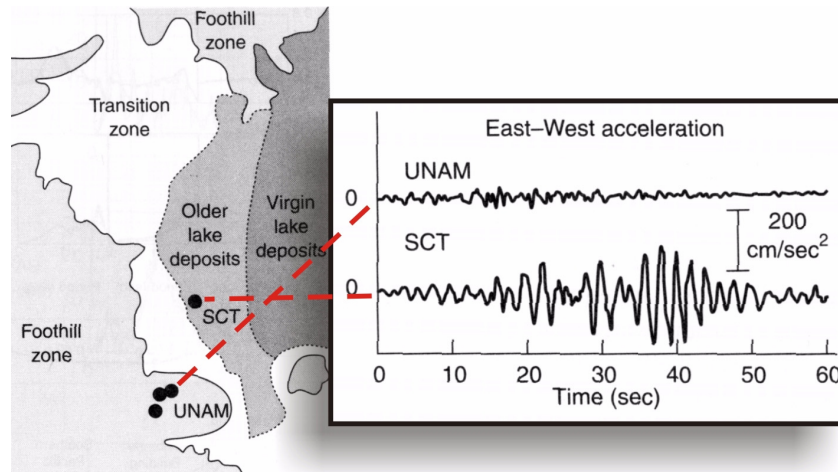 Foothill
zone
Transition
zone
Older
lake
deposits
Virgin
lake
deposits
SCT
Foothill
zone
UNAM
East–West acceleration
UNAM
0
200
cm/sec²
SCT
0
0 10 20 30 40 50 60
Time (sec)